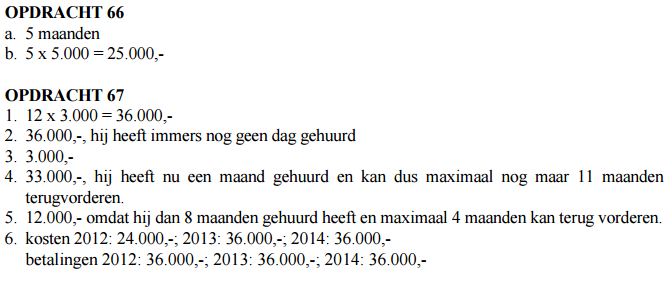 OPDRACHT 66
a. 5 maanden
b. 5 x 5.000 = 25.000,-
OPDRACHT 67
1. 12 x 3.000 = 36.000,-
2. 36.000,-, hij heeft immers nog geen dag gehuurd
3. 3.000,-
4. 33.000,-, hij heeft nu een maand gehuurd en kan dus maximaal nog maar 11 maanden
terugvorderen.
5. 12.000,- omdat hij dan 8 maanden gehuurd heeft en maximaal 4 maanden kan terug vorderen.
6. kosten 2012: 24.000,-; 2013: 36.000,-; 2014: 36.000,-
betalingen 2012: 36.000,-; 2013: 36.000,-; 2014: 36.000,-